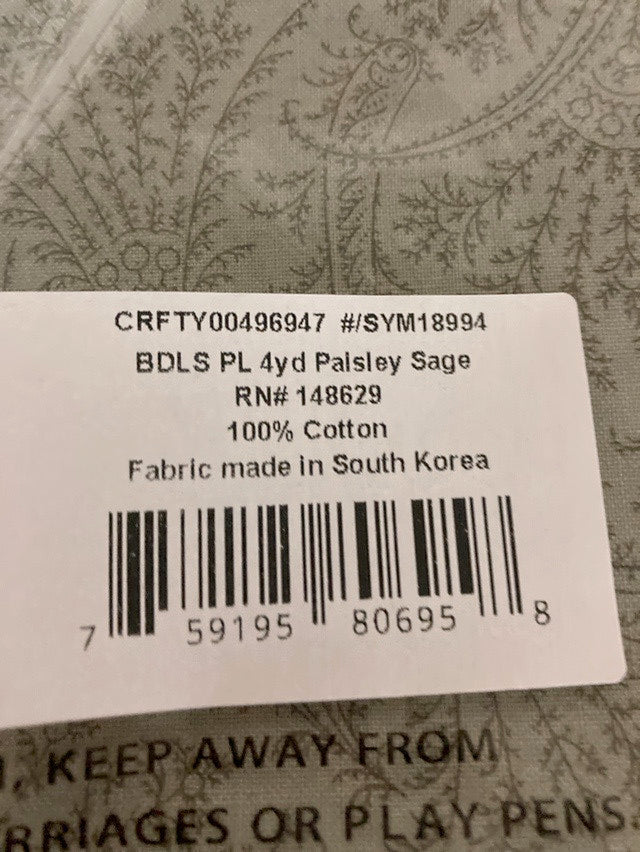 CRFTY00496947 #/SYM18994
BDLS PL 4yd Paisley Sage
RN# 148629
100% Cotton
Fabric made in South Korea
7 59195 80695 8
, KEEP AWAY FROM
RRIAGES OR PLAY PENS.